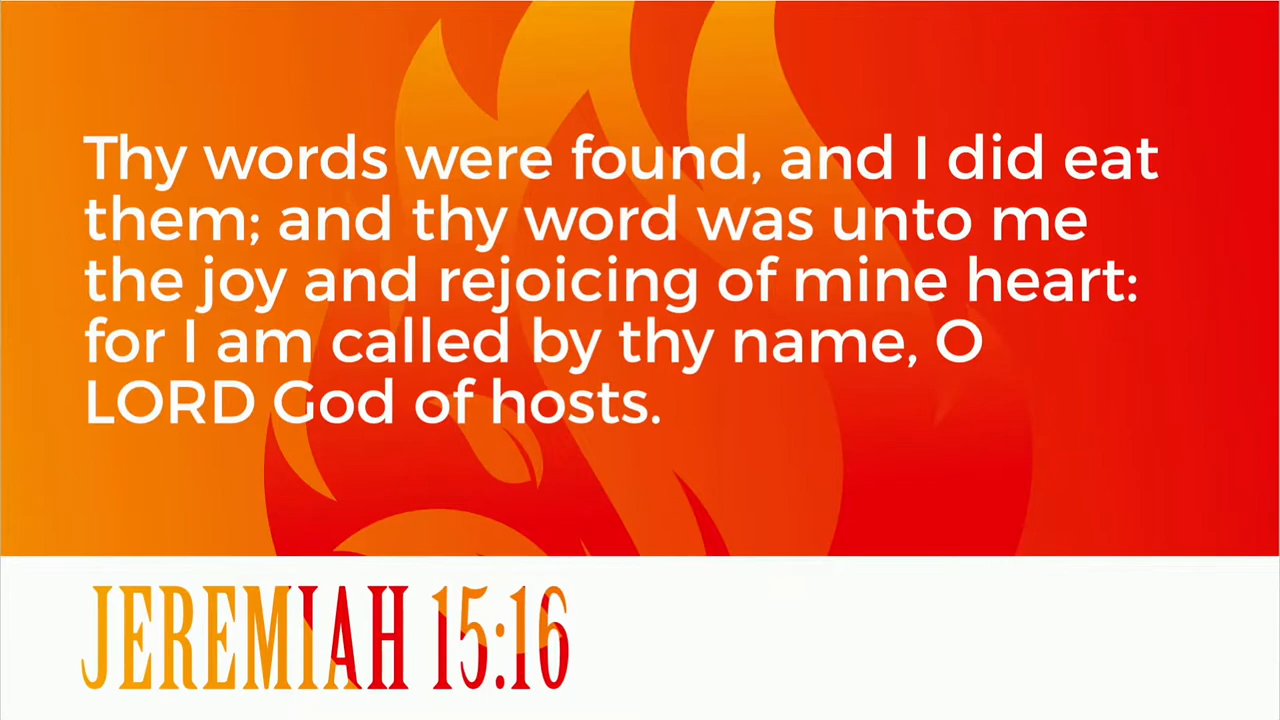 Thy words were found, and I did eat
them; and thy word was unto me
the joy and rejoicing of mine heart:
for I am called by thy name, O
LORD God of hosts.
JEREMIAH 15:16